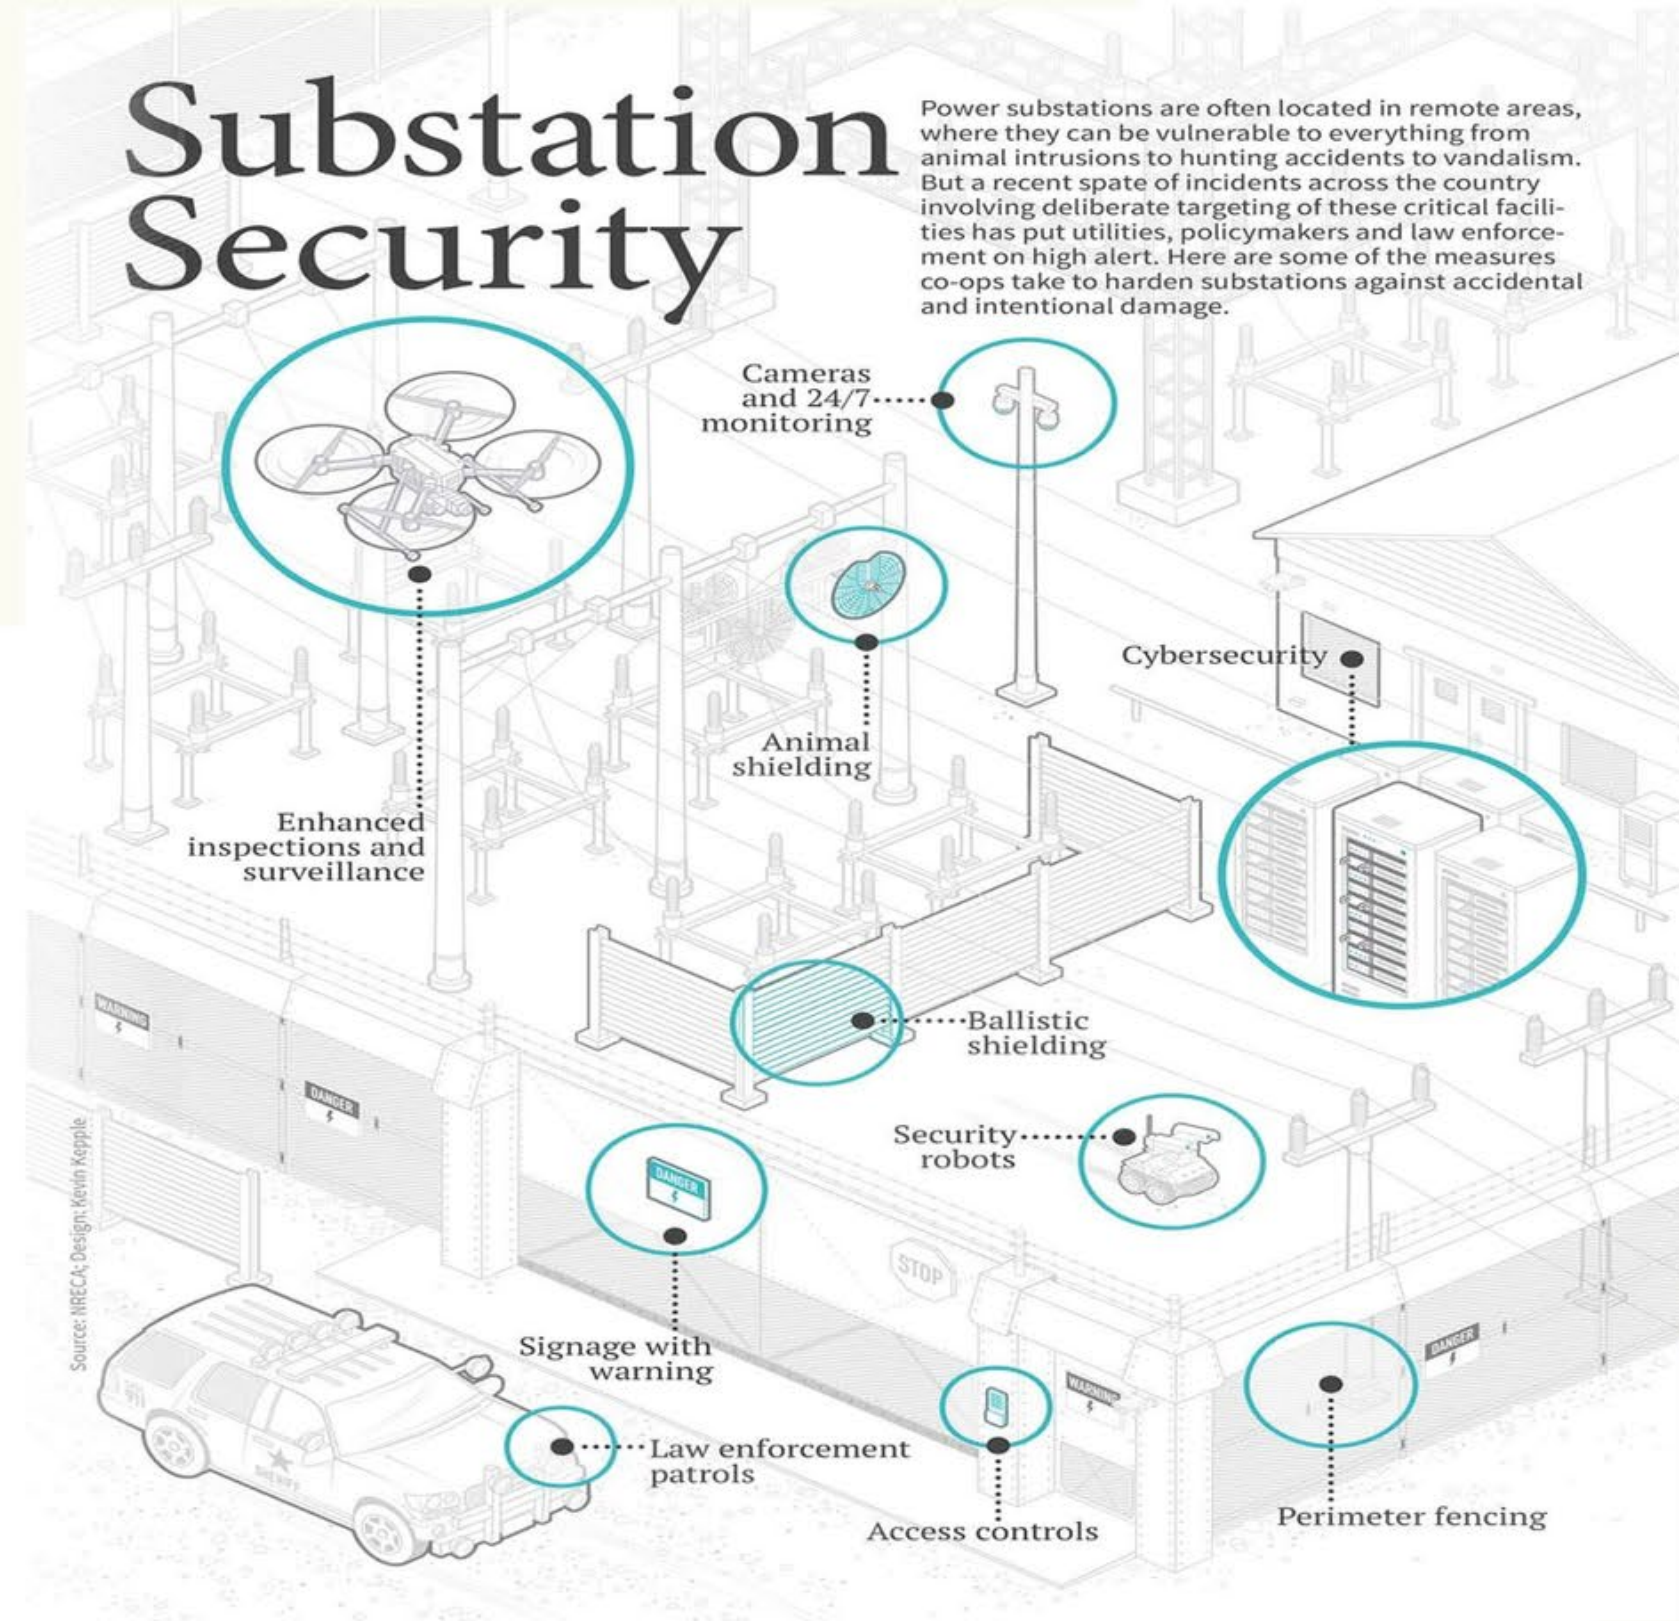 Substation
Security
Power substations are often located in remote areas,
where they can be vulnerable to everything from
animal intrusions to hunting accidents to vandalism.
But a recent spate of incidents across the country
involving deliberate targeting of these critical facili-
ties has put utilities, policymakers and law enforce-
ment on high alert. Here are some of the measures
co-ops take to harden substations against accidental
and intentional damage.
Cameras
and 24/7
monitoring
Cybersecurity
Animal
shielding
Enhanced
inspections and
surveillance
WARNING
DANGER
Ballistic
shielding
Security
robots
DANGER
STOP
Signage with
warning
WARNING
DANGER
Law enforcement
patrols
911
SHERIFF
Access controls
Perimeter fencing
Source: NRECA; Design: Kevin Kepple